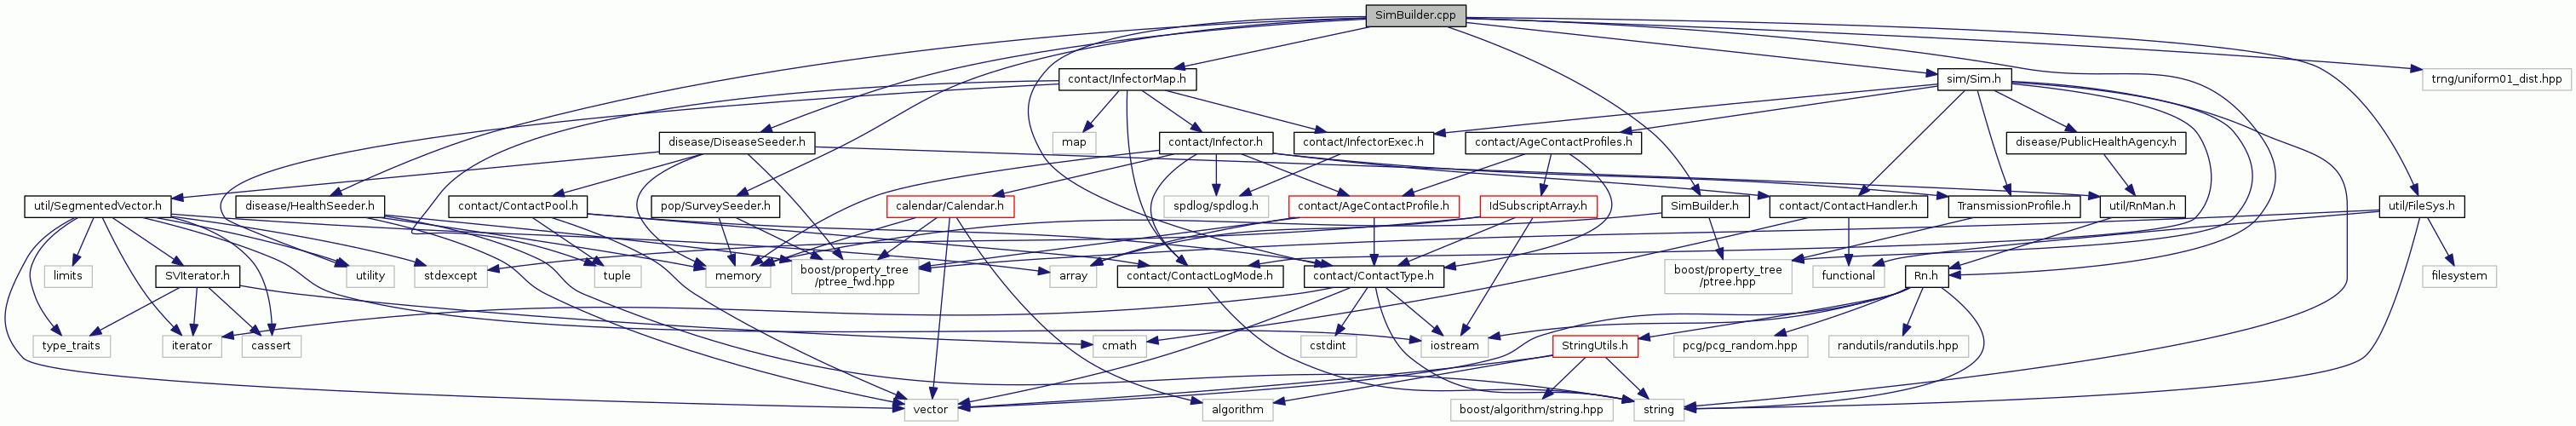 SimBuilder.cpp
contact/InfectorMap.h
sim/Sim.h
trng/uniform01_dist.hpp
disease/DiseaseSeeder.h
map
contact/Infector.h
contact/InfectorExec.h
contact/AgeContactProfiles.h
disease/PublicHealthAgency.h
util/SegmentedVector.h
disease/HealthSeeder.h
contact/ContactPool.h
pop/SurveySeeder.h
calendar/Calendar.h
spdlog/spdlog.h
contact/AgeContactProfile.h
IdSubscriptArray.h
SimBuilder.h
contact/ContactHandler.h
TransmissionProfile.h
util/RnMan.h
util/FileSys.h
limits
SVIterator.h
utility
stdexcept
tuple
memory
boost/property_tree
/ptree_fwd.hpp
array
contact/ContactLogMode.h
contact/ContactType.h
boost/property_tree
/ptree.hpp
functional
Rn.h
filesystem
type_traits
iterator
cassert
cmath
cstdint
iostream
StringUtils.h
pcg/pcg_random.hpp
randutils/randutils.hpp
vector
algorithm
boost/algorithm/string.hpp
string